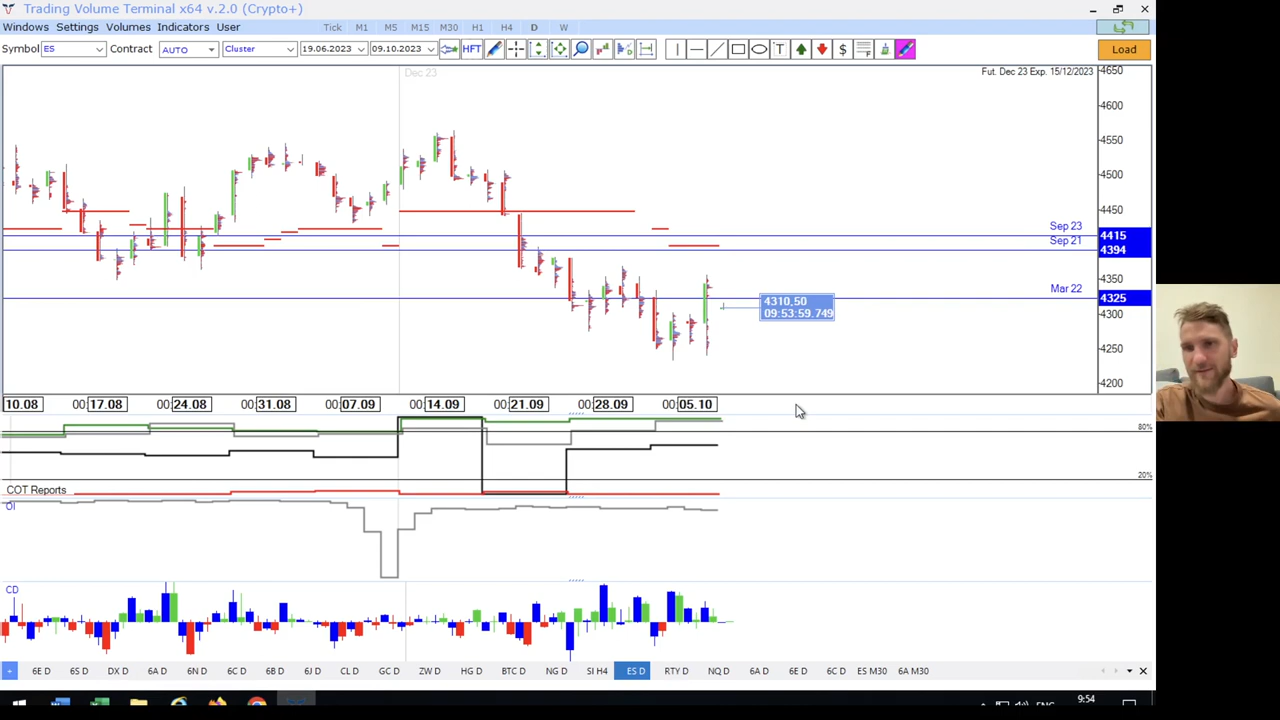 Trading Volume Terminal x64 v.2.0 (Crypto+)
Windows Settings Volumes Indicators User Tick M1 M5 M15 M30 H1 H4 D W
Symbol ES Contract AUTO Cluster 19.06.2023 09.10.2023 HFT T $ Load
Dec 23
Fut. Dec 23 Exp. 15/12/2023
4650
4600
4550
4500
4450
Sep 23 4415
Sep 21 4394
4350
Mar 22 4325
4310,50
09:53:59.749
4300
4250
4200
10.08 00:17.08 00:24.08 00:31.08 00:07.09 00:14.09 00:21.09 00:28.09 00:05.10
80%
20%
COT Reports
OI
CD
+ 6E D 6S D DX D 6A D 6N D 6C D 6B D 6J D CL D GC D ZW D HG D BTC D NG D SI H4 ES D RTY D NQ D 6A D 6E D 6C D ES M30 6A M30
ENG 9:54